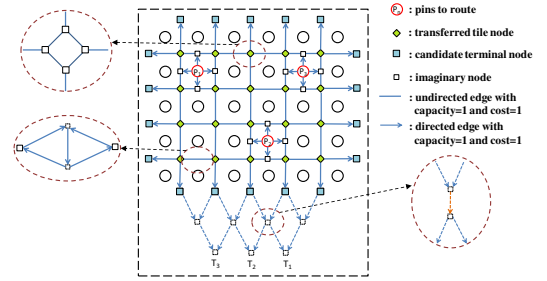 : pins to route
: transferred tile node
: candidate terminal node
: imaginary node
: undirected edge with
capacity=1 and cost=1
: directed edge with
capacity=1 and cost=1
T₃ T₂ T₁